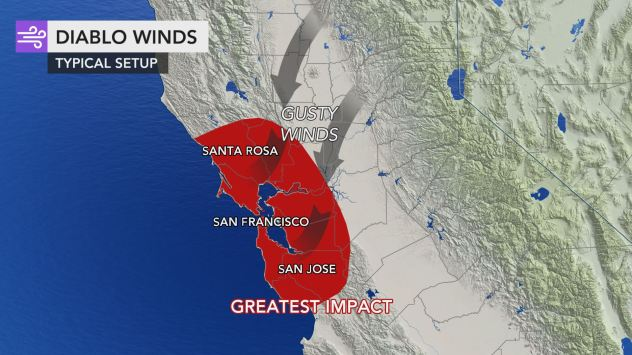 DIABLO WINDS
TYPICAL SETUP
GUSTY
WINDS
SANTA ROSA
SAN FRANCISCO
SAN JOSE
GREATEST IMPACT